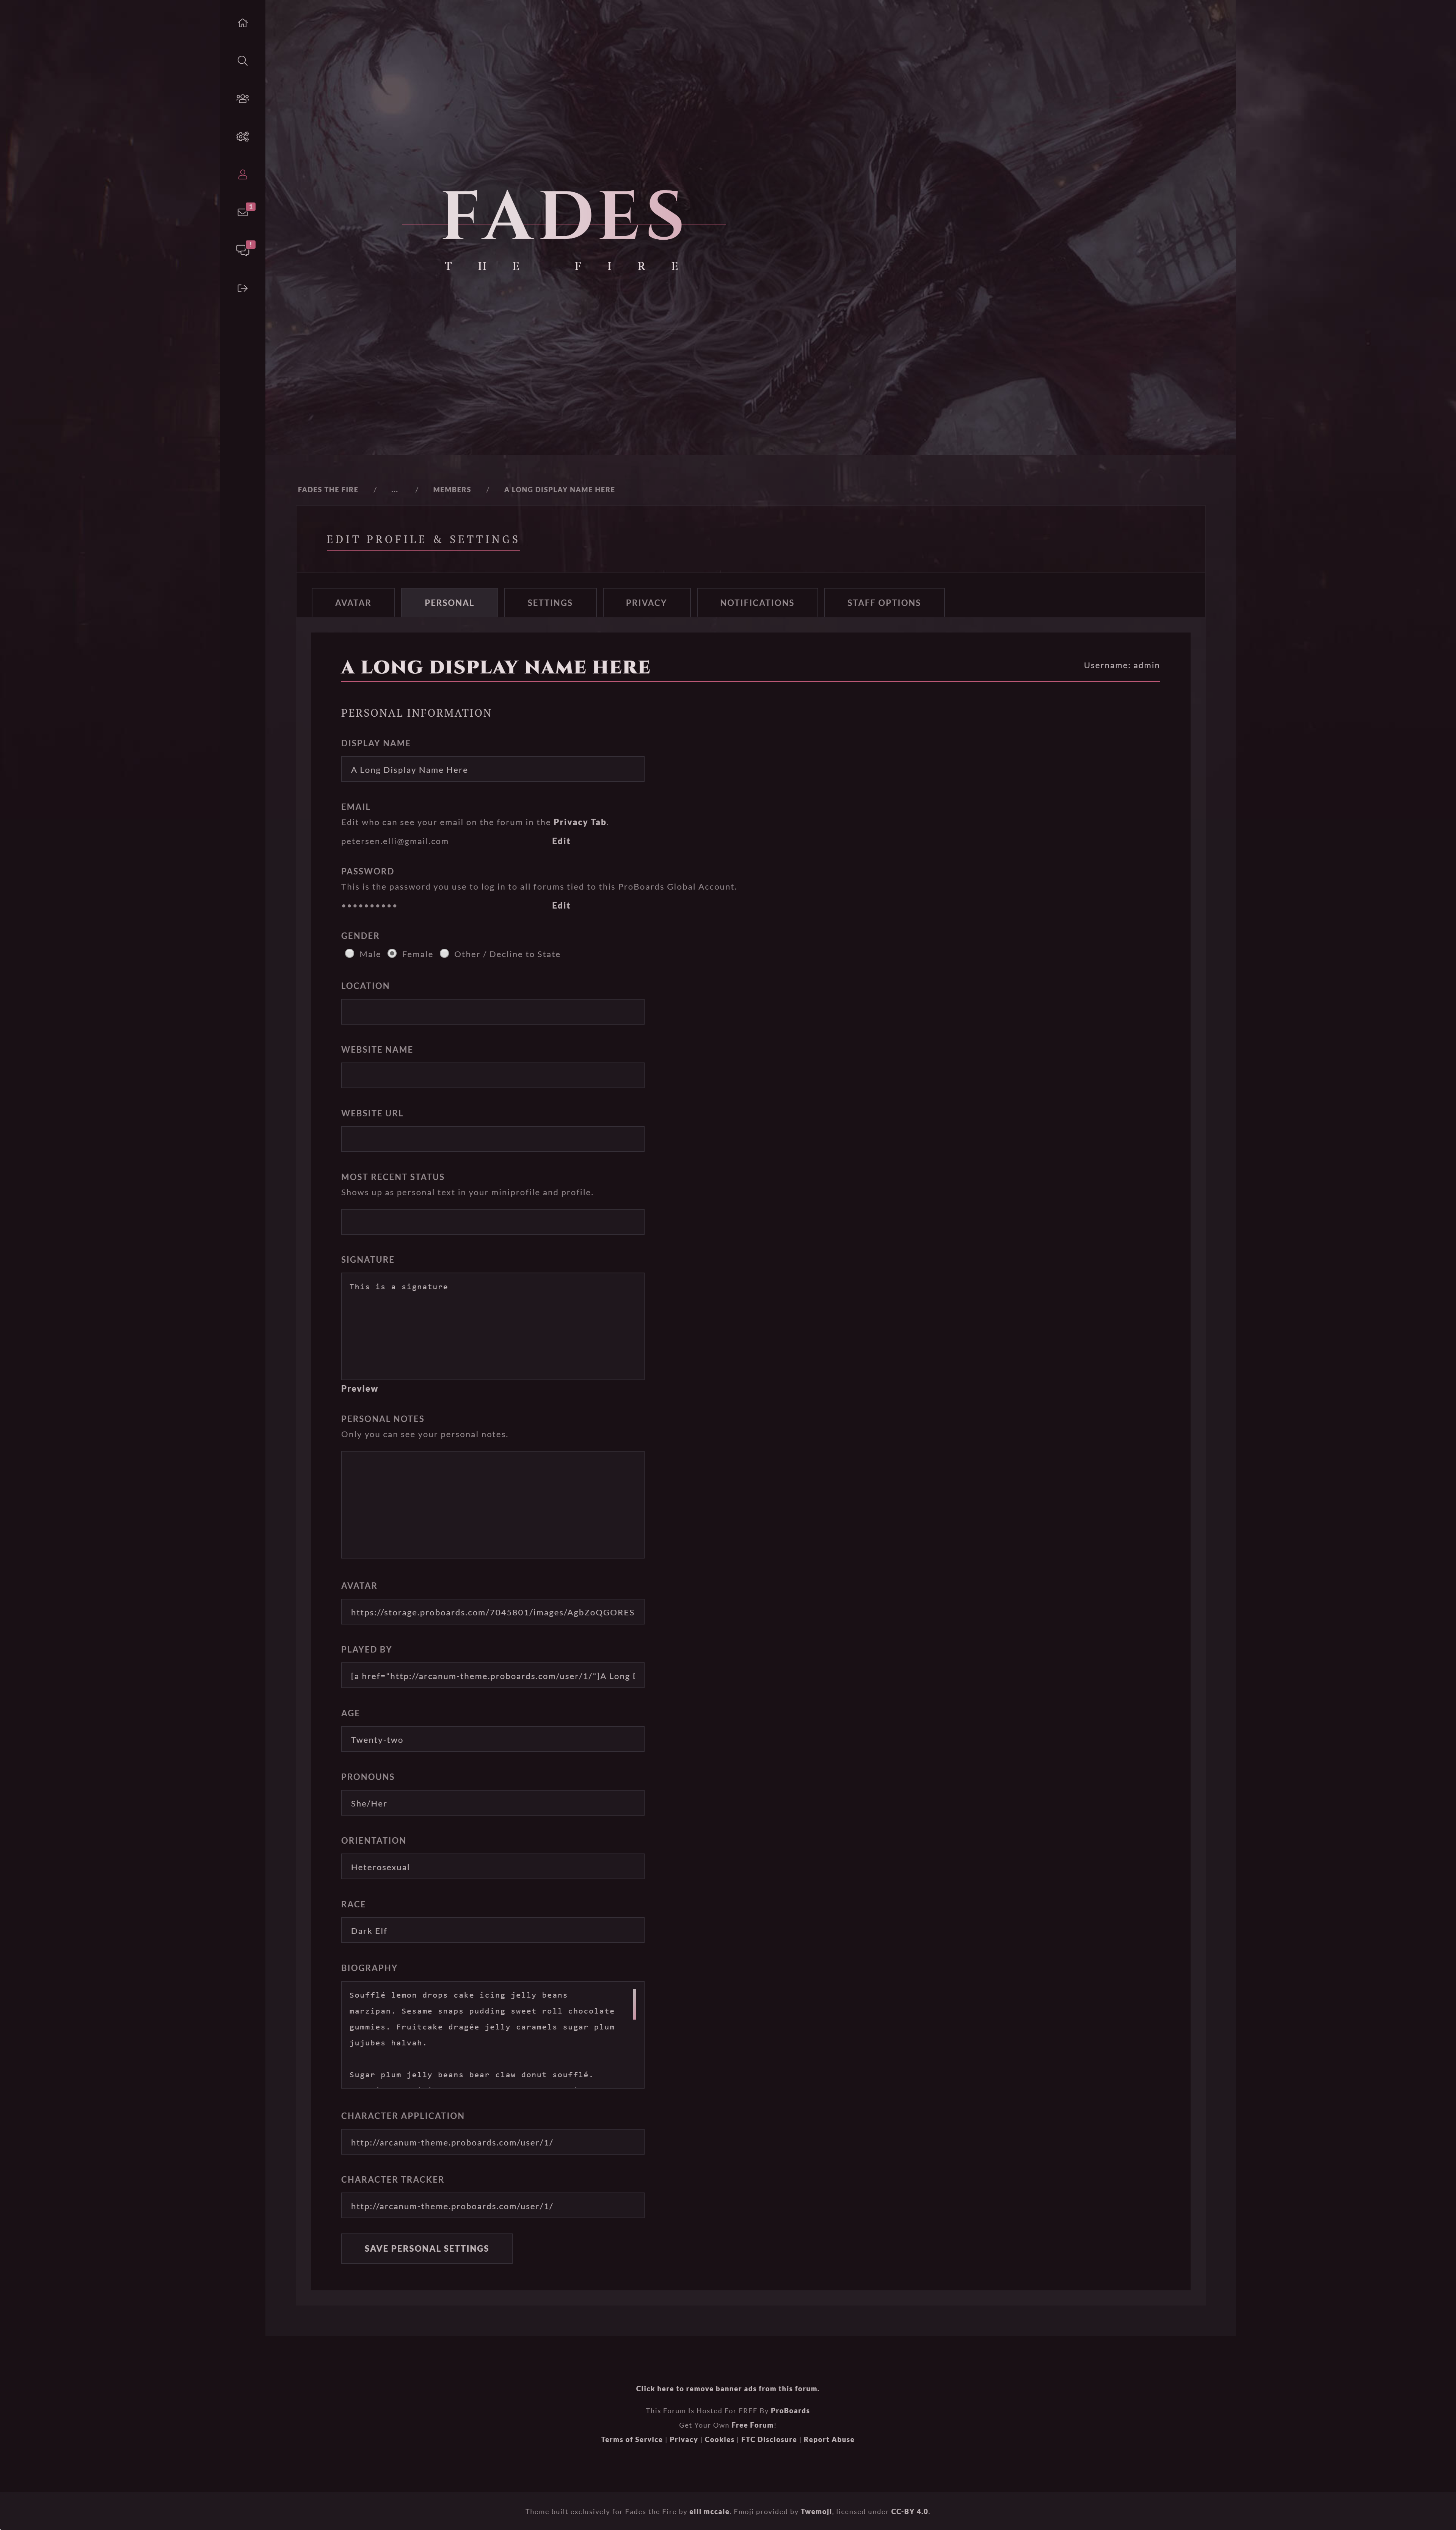 FADES
THE FIRE
FADES THE FIRE / ... / MEMBERS / A LONG DISPLAY NAME HERE
EDIT PROFILE & SETTINGS
AVATAR PERSONAL SETTINGS PRIVACY NOTIFICATIONS STAFF OPTIONS
A LONG DISPLAY NAME HERE Username: admin
PERSONAL INFORMATION
DISPLAY NAME
A Long Display Name Here
EMAIL
Edit who can see your email on the forum in the Privacy Tab.
petersen.elli@gmail.com Edit
PASSWORD
This is the password you use to log in to all forums tied to this ProBoards Global Account.
•••••••••• Edit
GENDER
Male Female Other / Decline to State
LOCATION
WEBSITE NAME
WEBSITE URL
MOST RECENT STATUS
Shows up as personal text in your miniprofile and profile.
SIGNATURE
This is a signature
Preview
PERSONAL NOTES
Only you can see your personal notes.
AVATAR
https://storage.proboards.com/7045801/images/AgbZoQGORES
PLAYED BY
[a href="http://arcanum-theme.proboards.com/user/1/"]A Long
AGE
Twenty-two
PRONOUNS
She/Her
ORIENTATION
Heterosexual
RACE
Dark Elf
BIOGRAPHY
Soufflé lemon drops cake icing jelly beans
marzipan. Sesame snaps pudding sweet roll chocolate
gummies. Fruitcake dragée jelly caramels sugar plum
jujubes halvah.
Sugar plum jelly beans bear claw donut soufflé.
CHARACTER APPLICATION
http://arcanum-theme.proboards.com/user/1/
CHARACTER TRACKER
http://arcanum-theme.proboards.com/user/1/
SAVE PERSONAL SETTINGS
Click here to remove banner ads from this forum.
This Forum Is Hosted For FREE By ProBoards
Get Your Own Free Forum!
Terms of Service | Privacy | Cookies | FTC Disclosure | Report Abuse
Theme built exclusively for Fades the Fire by elli mccale. Emoji provided by Twemoji, licensed under CC-BY 4.0.